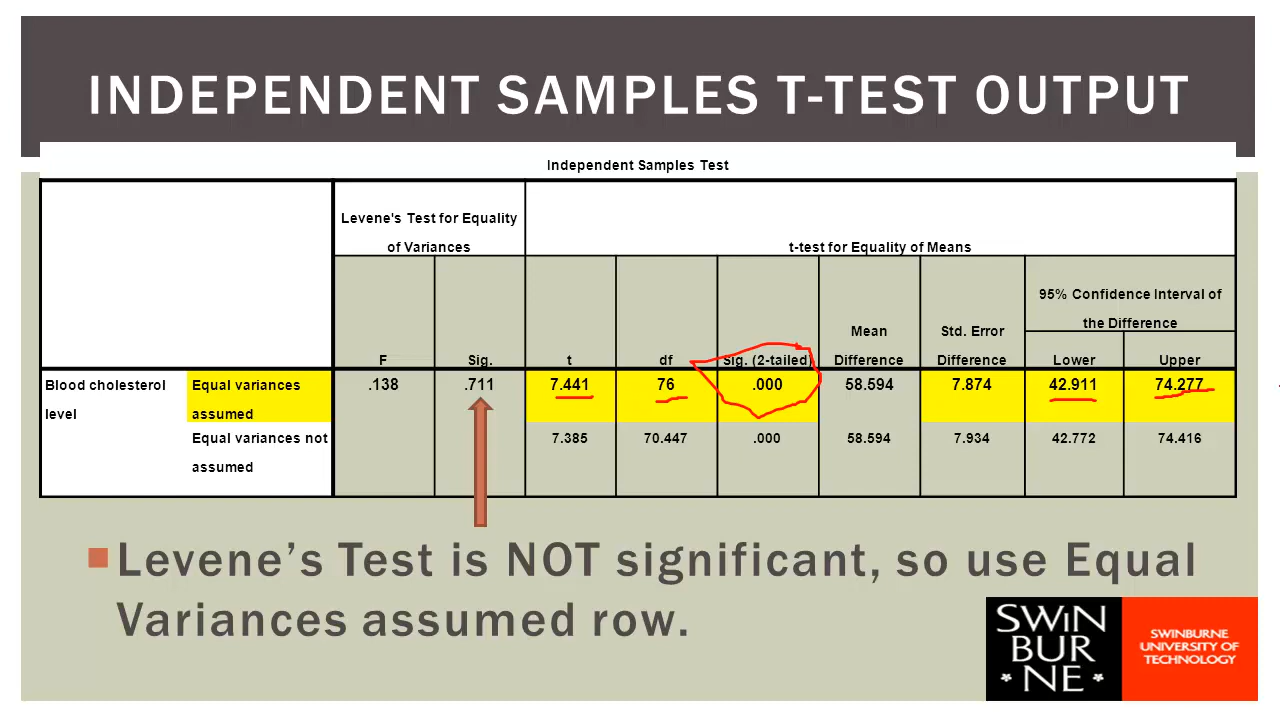 INDEPENDENT SAMPLES T-TEST OUTPUT
Independent Samples Test
Levene's Test for Equality
of Variances
t-test for Equality of Means
95% Confidence Interval of
the Difference
Mean Std. Error
F Sig. t df Sig. (2-tailed) Difference Difference Lower Upper
Blood cholesterol Equal variances .138 .711 7.441 76 .000 58.594 7.874 42.911 74.277
level assumed
Equal variances not 7.385 70.447 .000 58.594 7.934 42.772 74.416
assumed
Levene’s Test is NOT significant, so use Equal
Variances assumed row.
SWiN
BUR
NE
SWINBURNE
UNIVERSITY OF
TECHNOLOGY